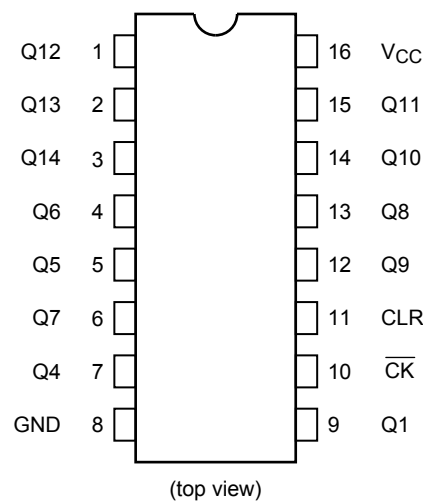 Q12 1 16 VCC
Q13 2 15 Q11
Q14 3 14 Q10
Q6 4 13 Q8
Q5 5 12 Q9
Q7 6 11 CLR
Q4 7 10 C̅K̅
GND 8 9 Q1
(top view)